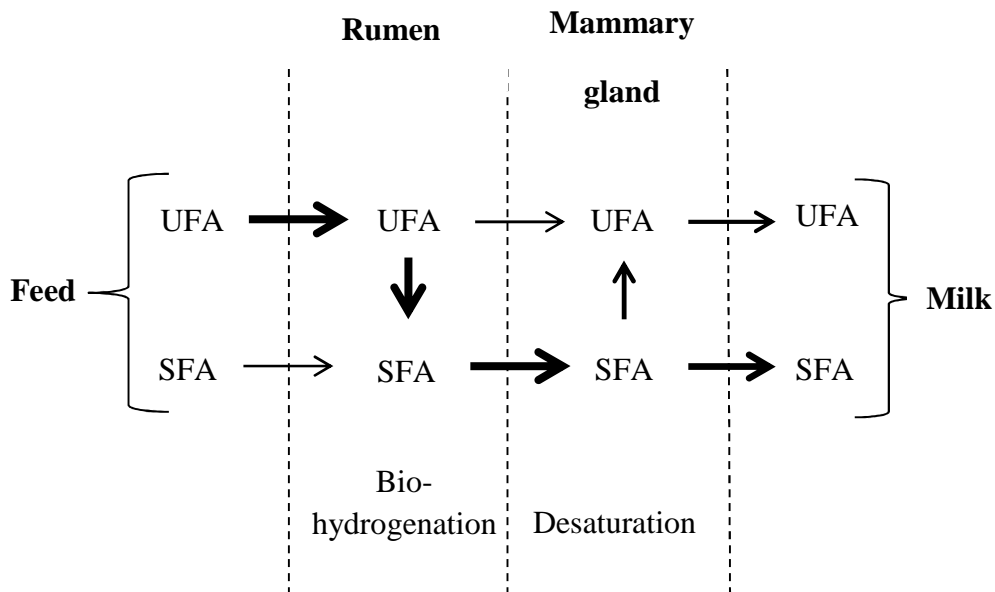 Rumen
Mammary
gland
UFA
UFA
UFA
UFA
Feed
Milk
SFA
SFA
SFA
SFA
Bio-
hydrogenation
Desaturation